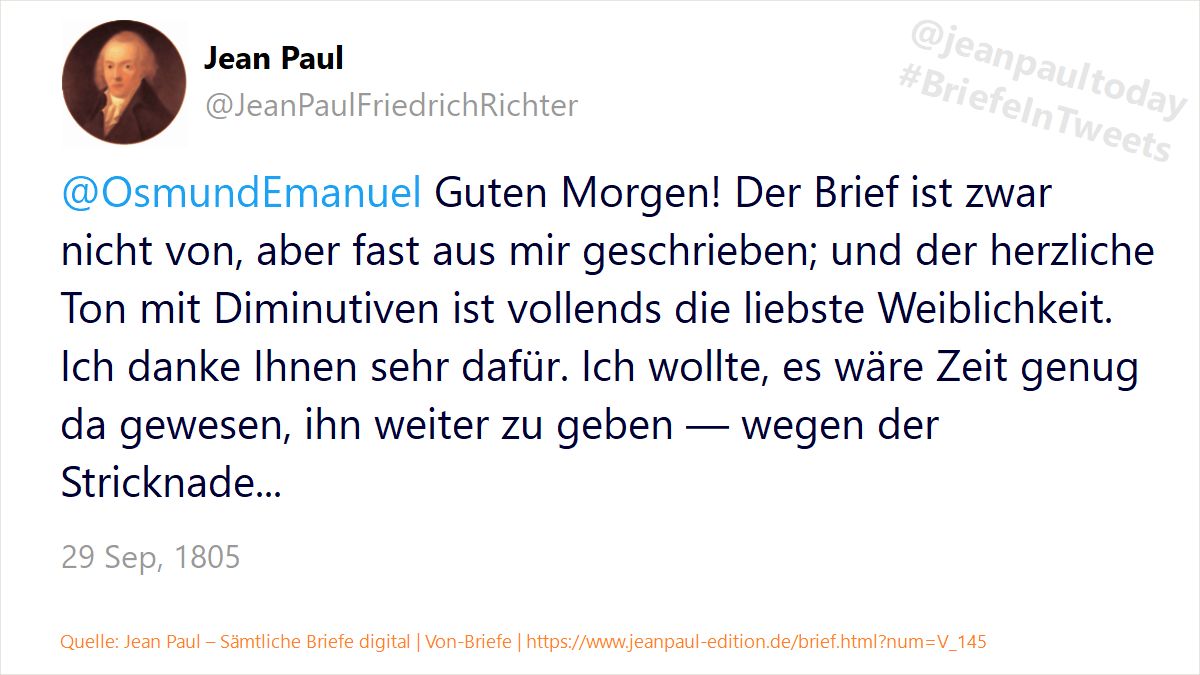 Jean Paul
@JeanPaulFriedrichRichter
@jeanpaultoday
#BriefeInTweets
@OsmundEmanuel Guten Morgen! Der Brief ist zwar
nicht von, aber fast aus mir geschrieben; und der herzliche
Ton mit Diminutiven ist vollends die liebste Weiblichkeit.
Ich danke Ihnen sehr dafür. Ich wollte, es wäre Zeit genug
da gewesen, ihn weiter zu geben — wegen der
Stricknade...
29 Sep, 1805
Quelle: Jean Paul – Sämtliche Briefe digital | Von-Briefe | https://www.jeanpaul-edition.de/brief.html?num=V_145